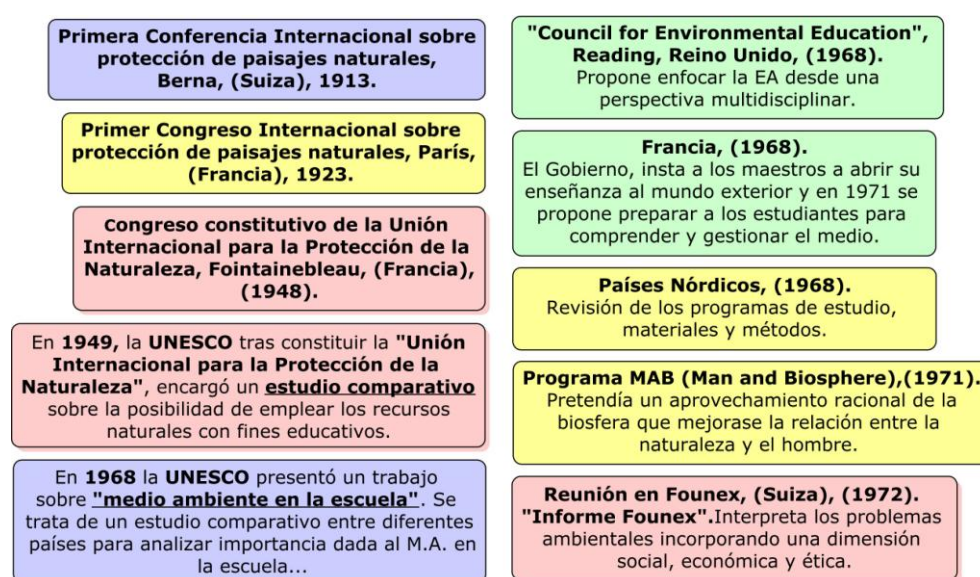 Primera Conferencia Internacional sobre
protección de paisajes naturales,
Berna, (Suiza), 1913.
Primer Congreso Internacional sobre
protección de paisajes naturales, París,
(Francia), 1923.
Congreso constitutivo de la Unión
Internacional para la Protección de la
Naturaleza, Fointainebleau, (Francia),
(1948).
En 1949, la UNESCO tras constituir la "Unión
Internacional para la Protección de la
Naturaleza", encargó un estudio comparativo
sobre la posibilidad de emplear los recursos
naturales con fines educativos.
En 1968 la UNESCO presentó un trabajo
sobre "medio ambiente en la escuela". Se
trata de un estudio comparativo entre diferentes
países para analizar importancia dada al M.A. en
la escuela...
"Council for Environmental Education",
Reading, Reino Unido, (1968).
Propone enfocar la EA desde una
perspectiva multidisciplinar.
Francia, (1968).
El Gobierno, insta a los maestros a abrir su
enseñanza al mundo exterior y en 1971 se
propone preparar a los estudiantes para
comprender y gestionar el medio.
Países Nórdicos, (1968).
Revisión de los programas de estudio,
materiales y métodos.
Programa MAB (Man and Biosphere),(1971).
Pretendía un aprovechamiento racional de la
biosfera que mejorase la relación entre la
naturaleza y el hombre.
Reunión en Founex, (Suiza), (1972).
"Informe Founex".Interpreta los problemas
ambientales incorporando una dimensión
social, económica y ética.